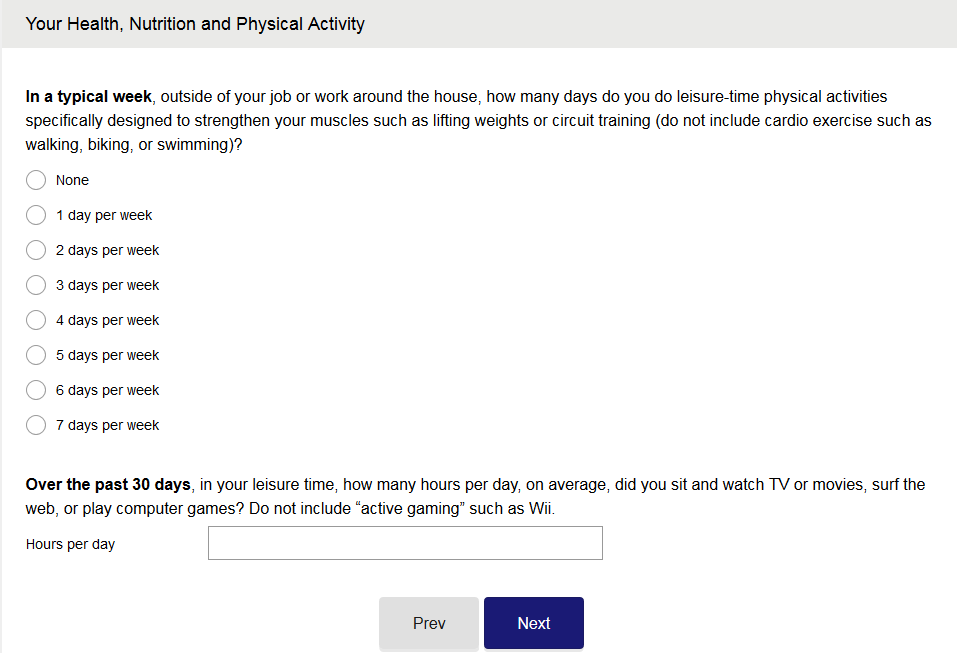 Your Health, Nutrition and Physical Activity
In a typical week, outside of your job or work around the house, how many days do you do leisure-time physical activities
specifically designed to strengthen your muscles such as lifting weights or circuit training (do not include cardio exercise such as
walking, biking, or swimming)?
None
1 day per week
2 days per week
3 days per week
4 days per week
5 days per week
6 days per week
7 days per week
Over the past 30 days, in your leisure time, how many hours per day, on average, did you sit and watch TV or movies, surf the
web, or play computer games? Do not include “active gaming” such as Wii.
Hours per day
Prev
Next